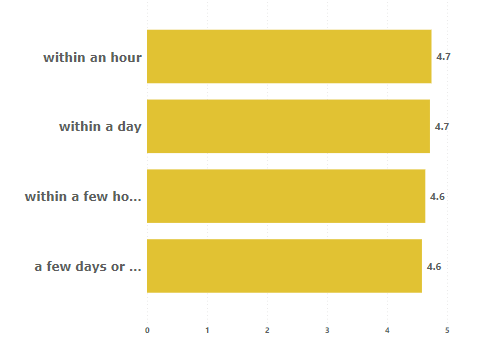 within an hour 4.7
within a day 4.7
within a few ho... 4.6
a few days or ... 4.6
0 1 2 3 4 5